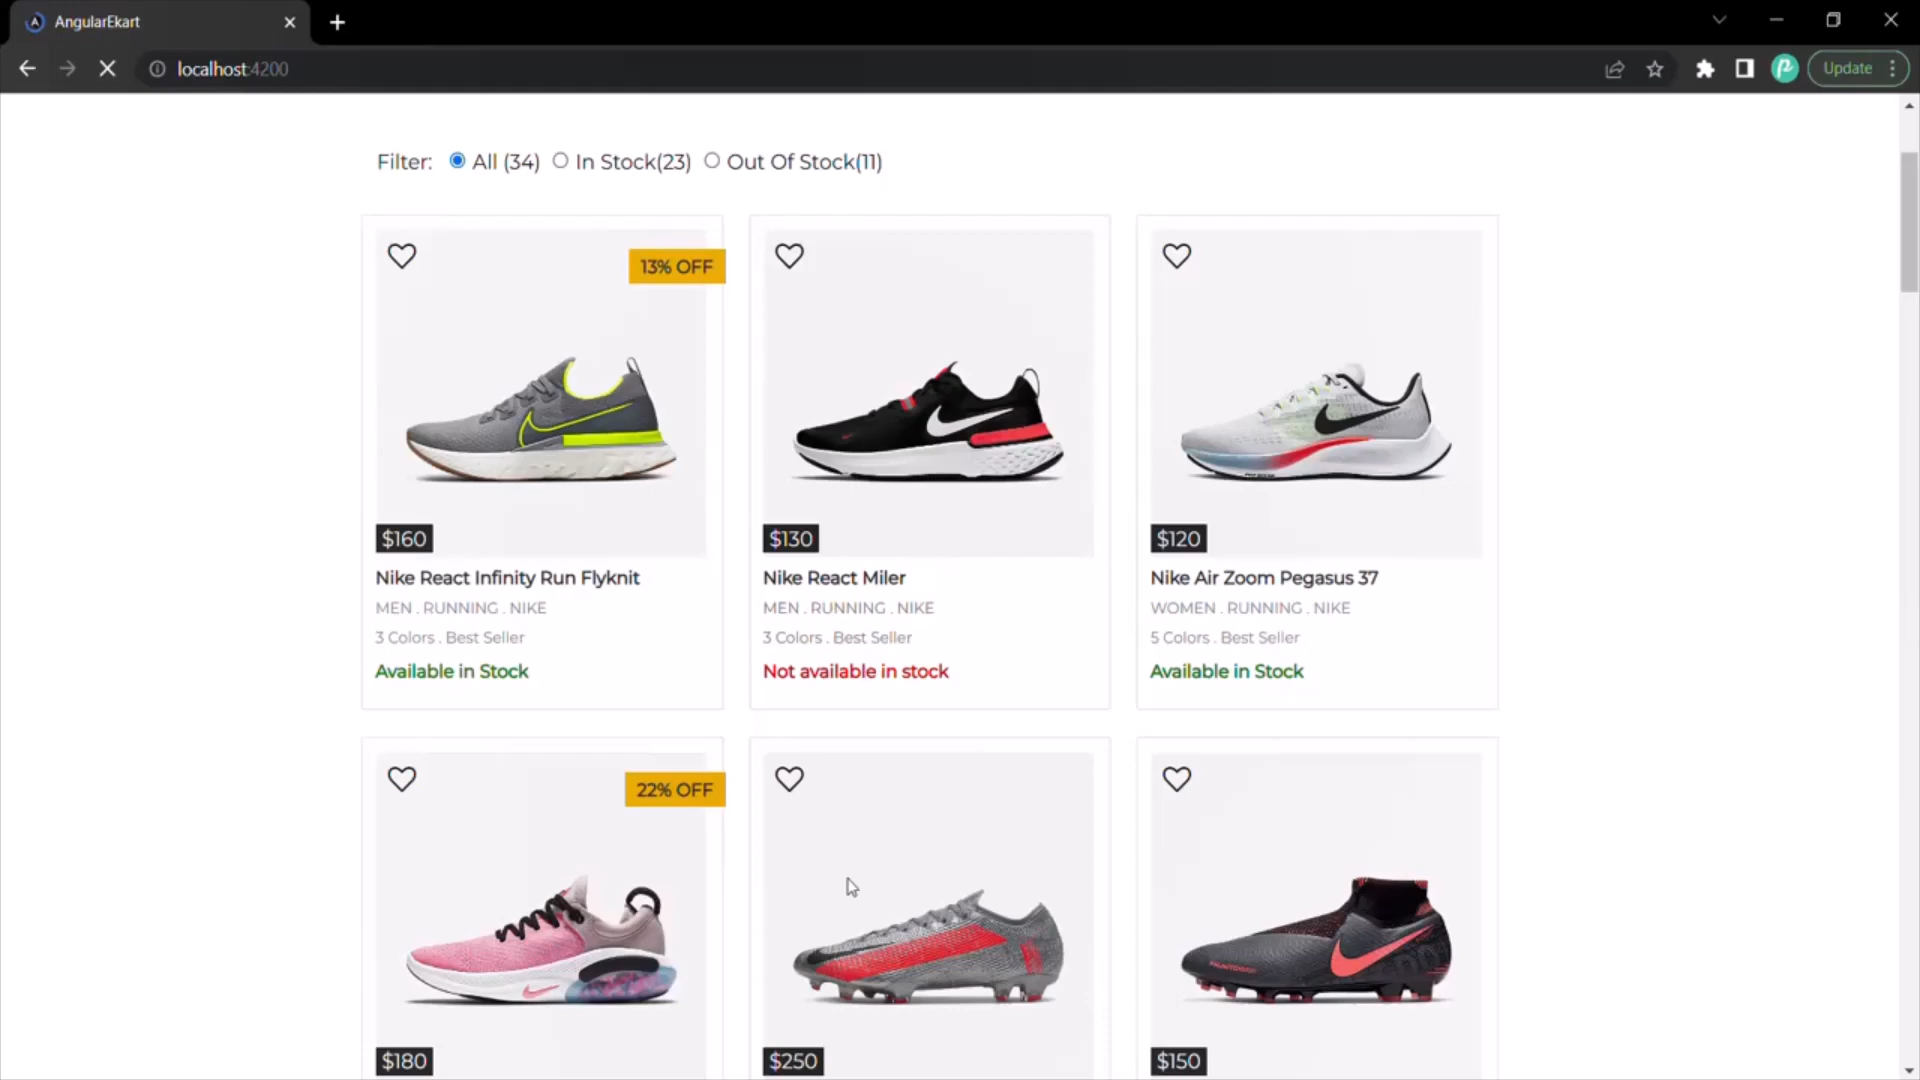 AngularEkart
localhost:4200
Update
Filter: All (34) In Stock(23) Out Of Stock(11)
13% OFF
$160
Nike React Infinity Run Flyknit
MEN . RUNNING . NIKE
3 Colors . Best Seller
Available in Stock
$130
Nike React Miler
MEN . RUNNING . NIKE
3 Colors . Best Seller
Not available in stock
$120
Nike Air Zoom Pegasus 37
WOMEN . RUNNING . NIKE
5 Colors . Best Seller
Available in Stock
22% OFF
$180
$250
$150